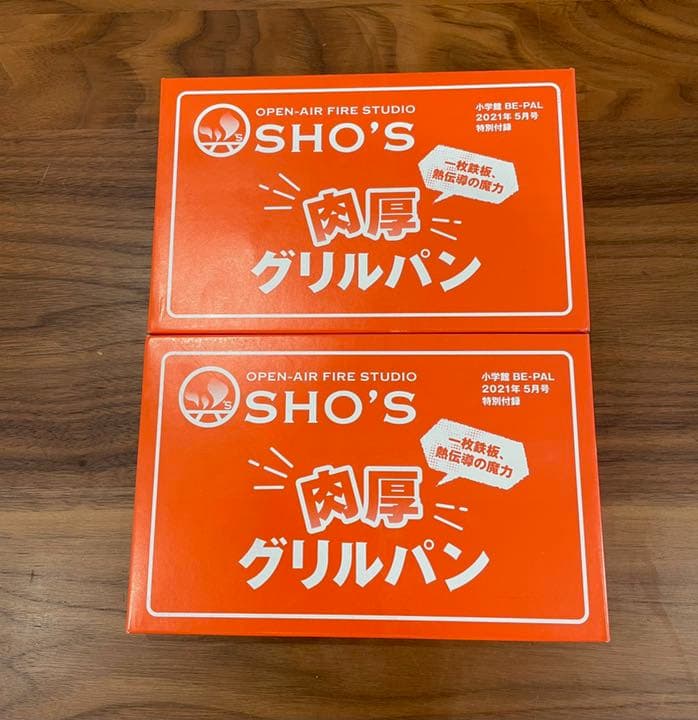 OPEN-AIR FIRE STUDIO
SHO'S
小学館 BE-PAL
2021年 5月号
特別付録
一枚鉄板、
熱伝導の魔力
肉厚
グリルパン
OPEN-AIR FIRE STUDIO
SHO'S
小学館 BE-PAL
2021年 5月号
特別付録
一枚鉄板、
熱伝導の魔力
肉厚
グリルパン